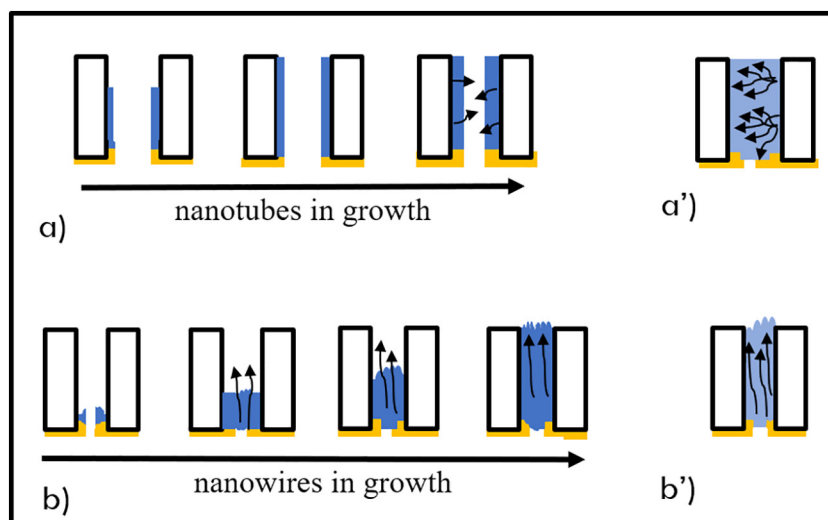 nanotubes in growth
a)
a')
nanowires in growth
b)
b')